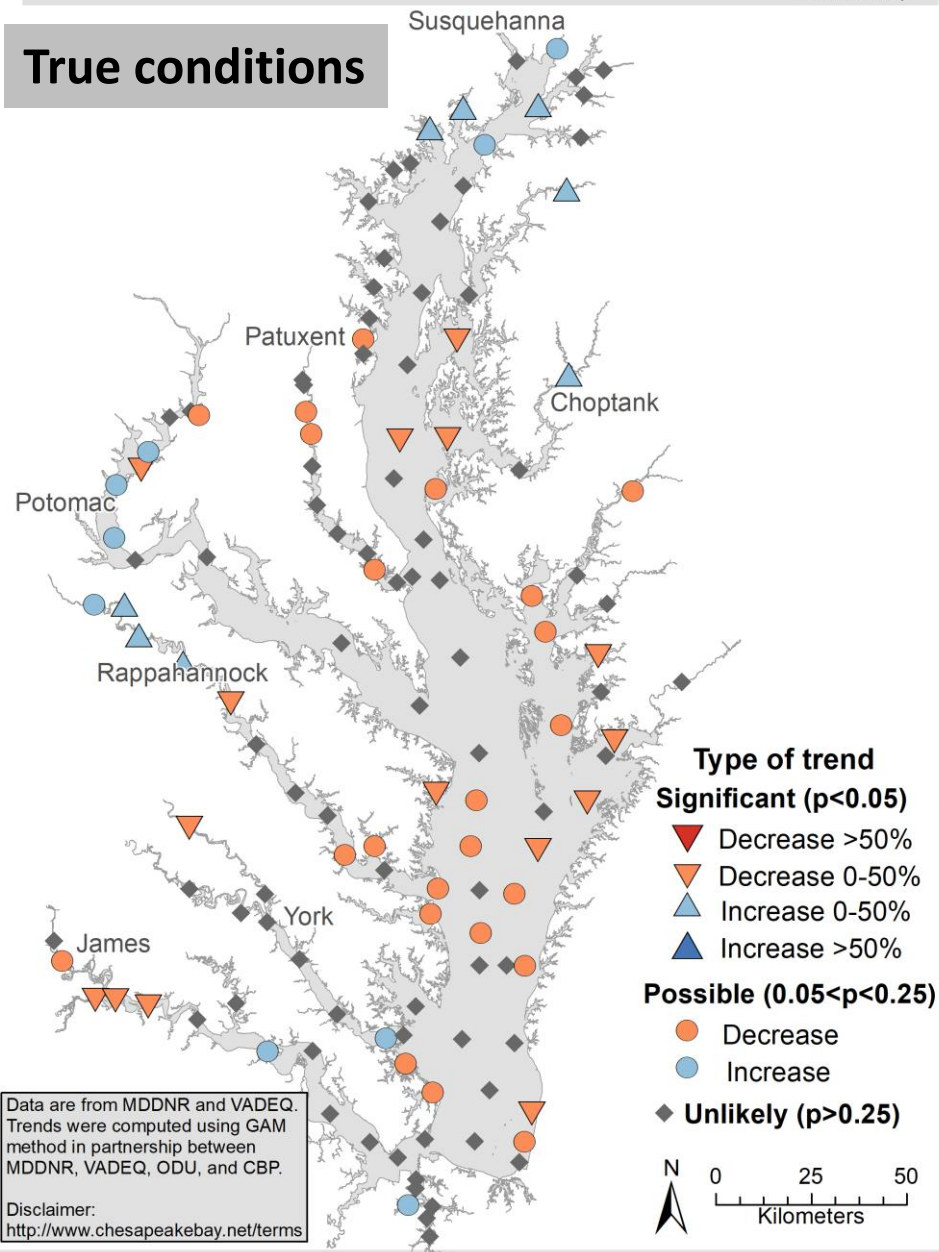 Susquehanna
True conditions
Patuxent
Choptank
Potomac
Rappahannock
York
James
Type of trend
Significant (p<0.05)
Decrease >50%
Decrease 0-50%
Increase 0-50%
Increase >50%
Possible (0.05<p<0.25)
Decrease
Increase
Unlikely (p>0.25)
N
0 25 50
Kilometers
Data are from MDDNR and VADEQ.
Trends were computed using GAM
method in partnership between
MDDNR, VADEQ, ODU, and CBP.
Disclaimer:
http://www.chesapeakebay.net/terms